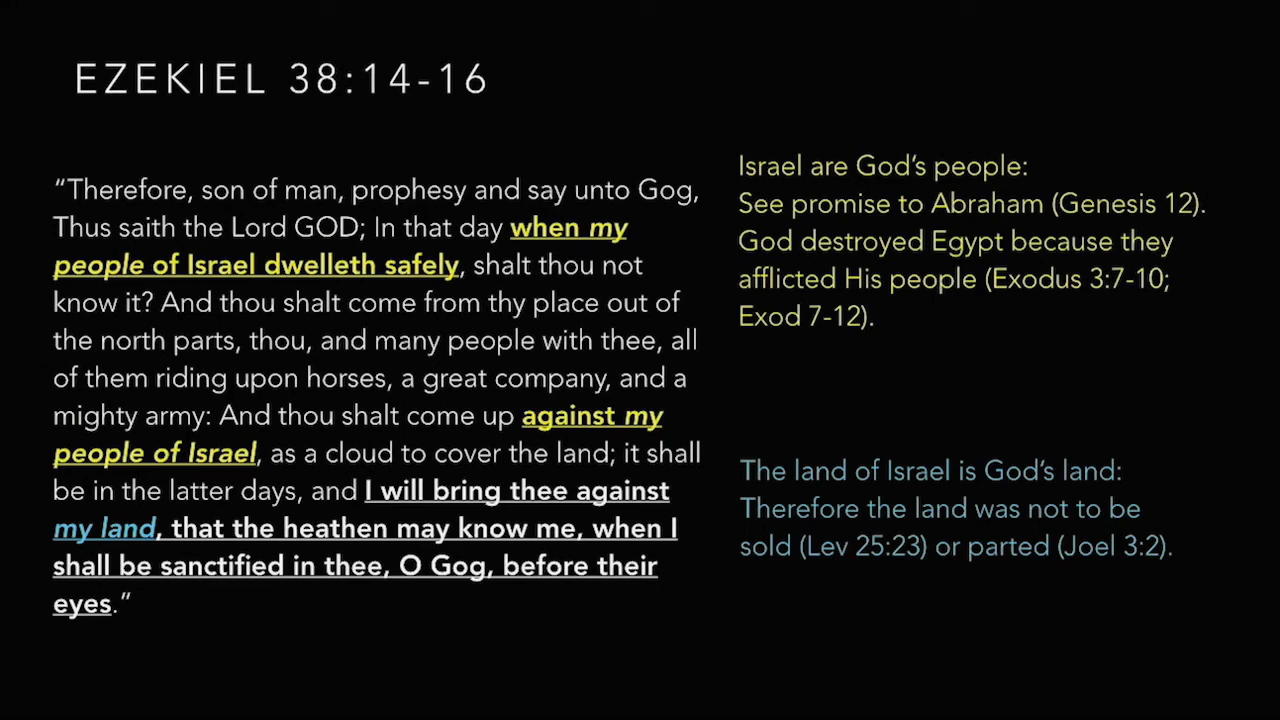 EZEKIEL 38:14-16
“Therefore, son of man, prophesy and say unto Gog,
Thus saith the Lord GOD; In that day when my
people of Israel dwelleth safely, shalt thou not
know it? And thou shalt come from thy place out of
the north parts, thou, and many people with thee, all
of them riding upon horses, a great company, and a
mighty army: And thou shalt come up against my
people of Israel, as a cloud to cover the land; it shall
be in the latter days, and I will bring thee against
my land, that the heathen may know me, when I
shall be sanctified in thee, O Gog, before their
eyes.”
Israel are God’s people:
See promise to Abraham (Genesis 12).
God destroyed Egypt because they
afflicted His people (Exodus 3:7-10;
Exod 7-12).
The land of Israel is God’s land:
Therefore the land was not to be
sold (Lev 25:23) or parted (Joel 3:2).